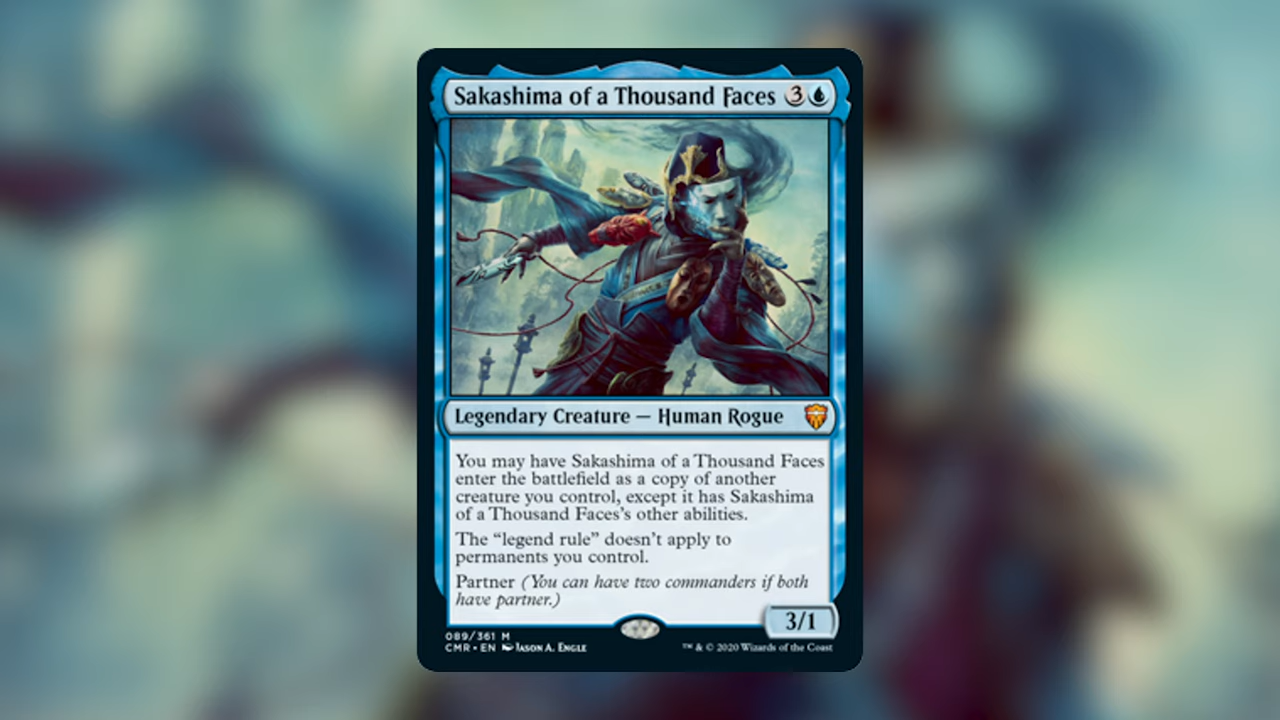 Sakashima of a Thousand Faces 3
Legendary Creature — Human Rogue
You may have Sakashima of a Thousand Faces
enter the battlefield as a copy of another
creature you control, except it has Sakashima
of a Thousand Faces's other abilities.
The “legend rule” doesn't apply to
permanents you control.
Partner (You can have two commanders if both
have partner.)
3/1
089/361 M
CMR • EN Jason A. Engle
™ & © 2020 Wizards of the Coast